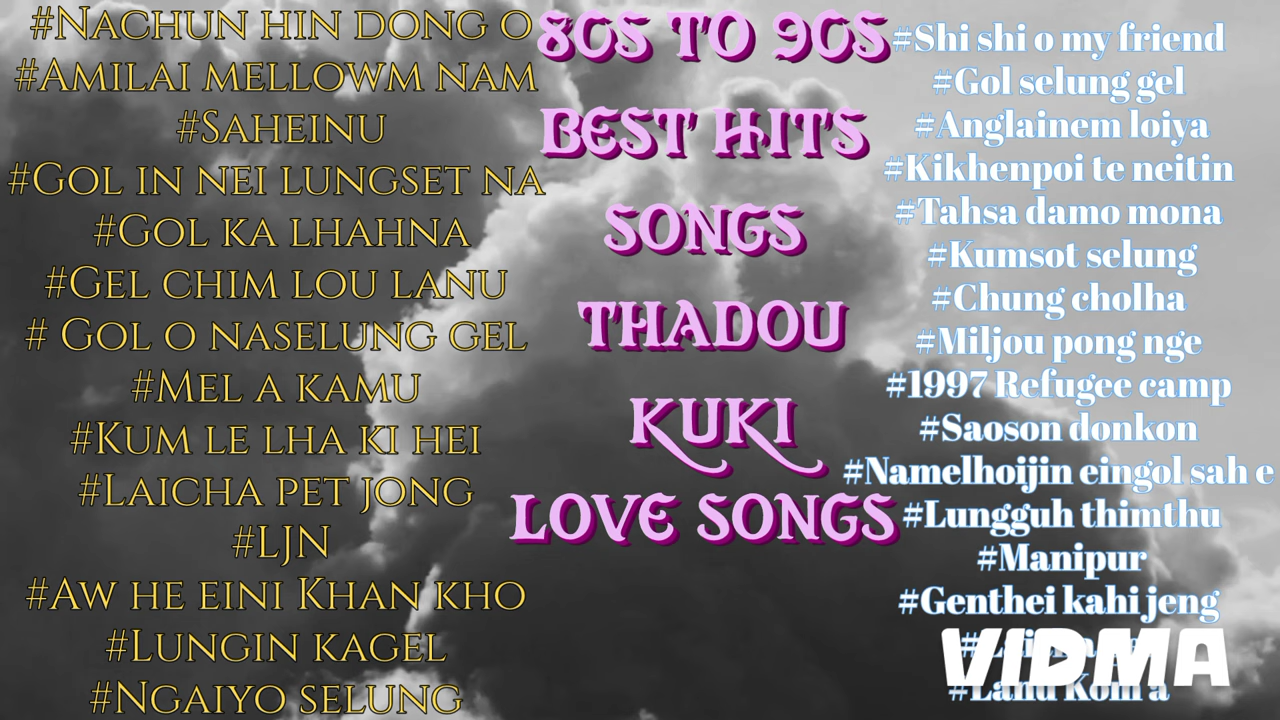 #Nachun hin dong o
#Amilai mellowm nam
#Saheinu
#Gol in nei lungset na
#Gol ka lhahna
#Gel chim lou lanu
# Gol o naselung gel
#Mel a kamu
#Kum le lha ki hei
#Laicha pet jong
#LJN
#Aw he eini Khan kho
#Lungin kagel
#Ngaiyo selung
80s to 90s
Best Hits
Songs
Thadou
Kuki
Love Songs
#Shi shi o my friend
#Gol selung gel
#Anglainem loiya
#Kikhenpoi te neitin
#Tahsa damo mona
#Kumsot selung
#Chung cholha
#Miljou pong nge
#1997 Refugee camp
#Saoson donkon
#Namelhoijin eingol sah e
#Lungguh thimthu
#Manipur
#Genthei kahi jeng
#Lanu Kom a
VIDMA